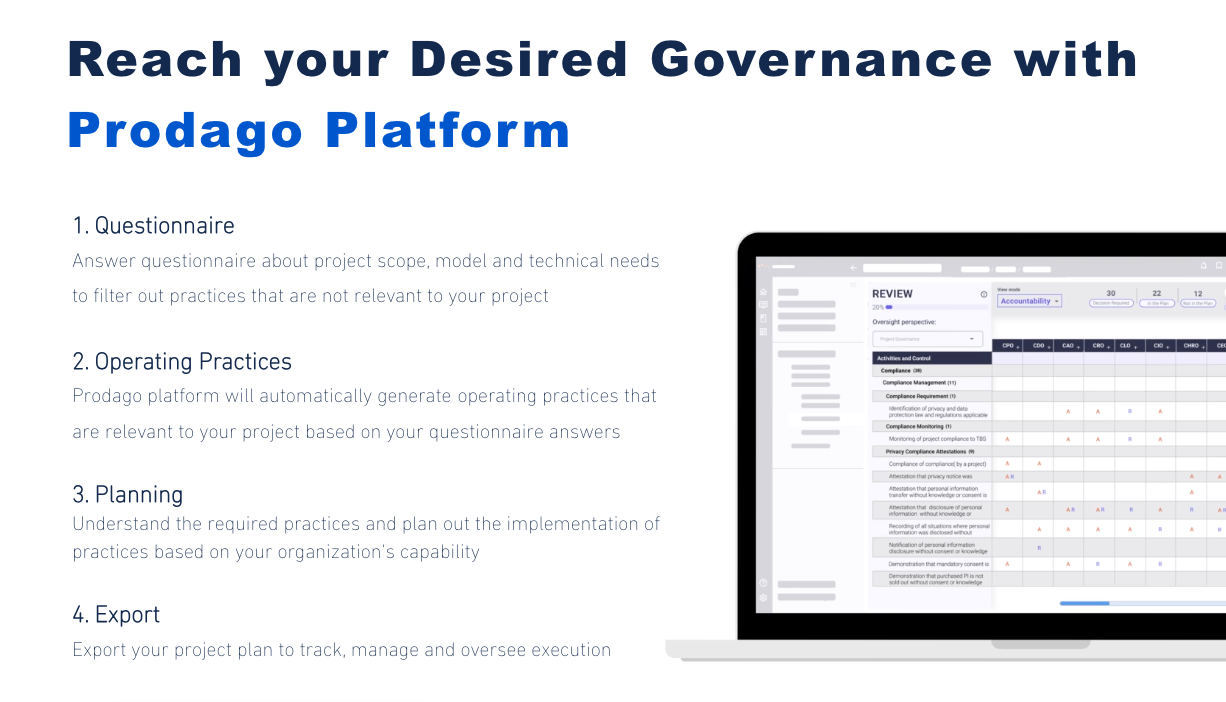 Reach your Desired Governance with
Prodago Platform
1. Questionnaire
Answer questionnaire about project scope, model and technical needs
to filter out practices that are not relevant to your project
2. Operating Practices
Prodago platform will automatically generate operating practices that
are relevant to your project based on your questionnaire answers
3. Planning
Understand the required practices and plan out the implementation of
practices based on your organization's capability
4. Export
Export your project plan to track, manage and oversee execution
REVIEW
20%
Oversight perspective:
Project Governance
View mode
Accountability
30 22 12
Decision Required In the Plan Not in the Plan
CPO + CDO + CAO + CRO + CLO + CIO + CHRO +
Activities and Control
Compliance (38)
Compliance Management (11)
Compliance Requirement (1)
Identification of privacy and data
protection law and regulations applicable
A A R A
Compliance Monitoring (1)
Monitoring of project compliance to TBS
A A A R A
Privacy Compliance Attestations (9)
Compliance of compliance( by a project)
A A
Attestation that privacy notice was
A R A A
Attestation that personal information
transfer without knowledge or consent is
A R A
Attestation that disclosure of personal
information without knowledge or
A A R A R R A R A R
Recording of all situations where personal
information was disclosed without
A A A A R A R
Notification of personal information
disclosure without consent or knowledge
R
Demonstration that mandatory consent is
A A R A R
Demonstration that purchased PI is not
sold out without consent or knowledge